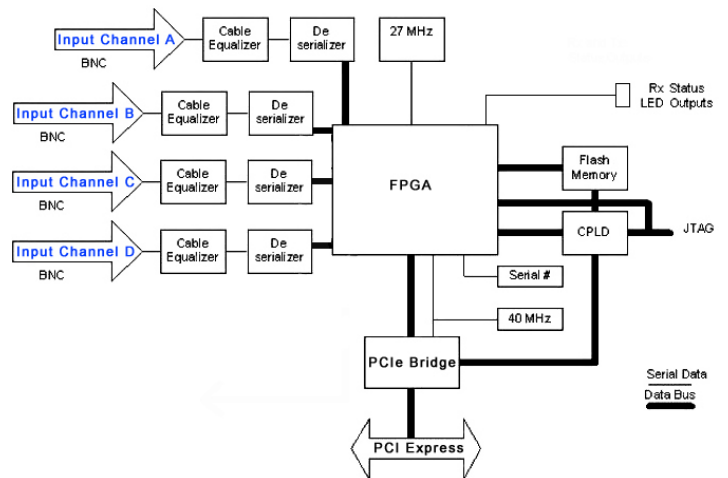 Input Channel A
BNC
Cable
Equalizer
De
serializer
27 MHz
Input Channel B
BNC
Cable
Equalizer
De
serializer
Rx Status
LED Outputs
Input Channel C
BNC
Cable
Equalizer
De
serializer
FPGA
Flash
Memory
Input Channel D
BNC
Cable
Equalizer
De
serializer
CPLD
JTAG
Serial #
40 MHz
PCIe Bridge
Serial Data
Data Bus
PCI Express